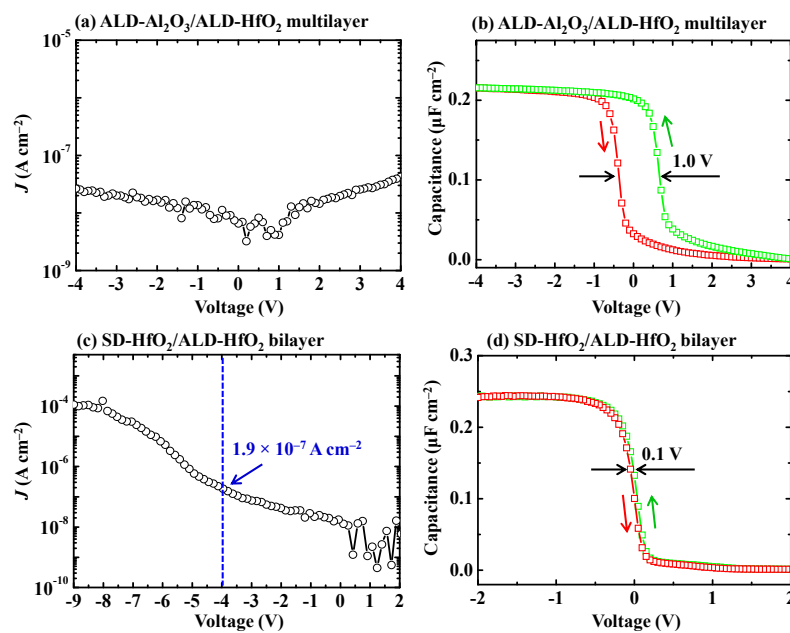 (a) ALD-Al₂O₃/ALD-HfO₂ multilayer
10⁻⁵
10⁻⁷
10⁻⁹
J (A cm⁻²)
-4 -3 -2 -1 0 1 2 3 4
Voltage (V)
(b) ALD-Al₂O₃/ALD-HfO₂ multilayer
0.2
0.1
0.0
Capacitance (µF cm⁻²)
1.0 V
-4 -3 -2 -1 0 1 2 3 4
Voltage (V)
(c) SD-HfO₂/ALD-HfO₂ bilayer
10⁻⁴
10⁻⁶
10⁻⁸
10⁻¹⁰
J (A cm⁻²)
1.9 × 10⁻⁷ A cm⁻²
-9 -8 -7 -6 -5 -4 -3 -2 -1 0 1 2
Voltage (V)
(d) SD-HfO₂/ALD-HfO₂ bilayer
0.3
0.2
0.1
0.0
Capacitance (µF cm⁻²)
0.1 V
-2 -1 0 1 2
Voltage (V)